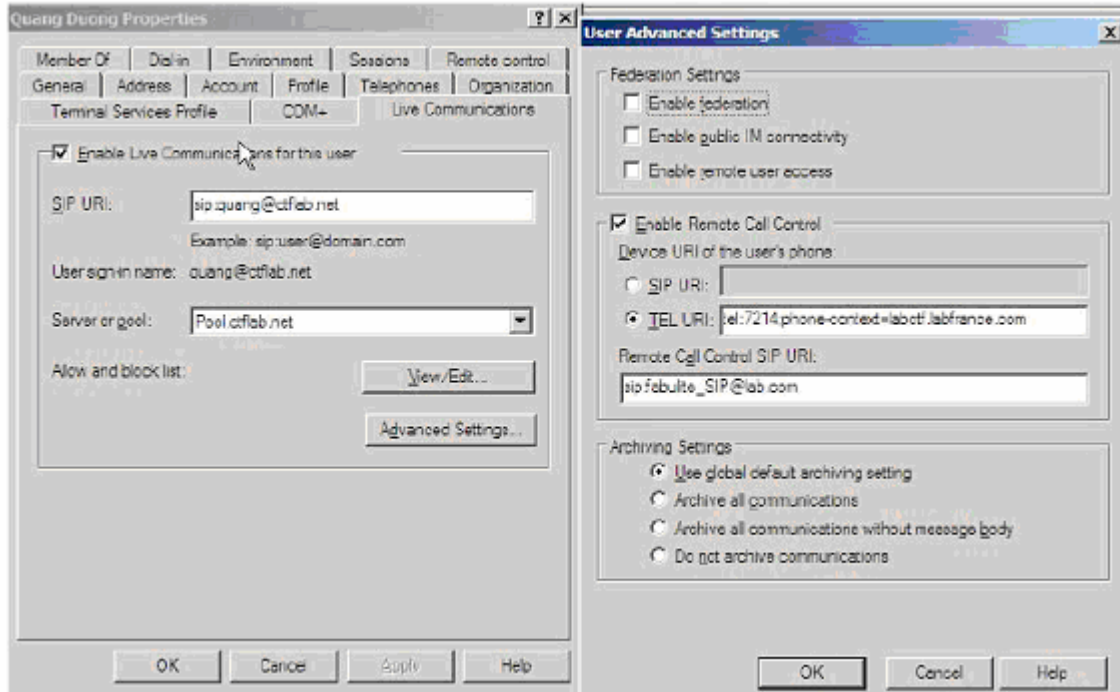 Quang Duong Properties
Member Of Dial-in Environment Sessions Remote control
General Address Account Profile Telephones Organization
Terminal Services Profile COM+ Live Communications
Enable Live Communications for this user
SIP URI: sip:quang@ctflab.net
Example: sip:user@domain.com
User sign-in name: quang@ctflab.net
Server or pool: Pool.ctflab.net
Allow and block list: View/Edit...
Advanced Settings...
OK Cancel Apply Help
User Advanced Settings
Federation Settings
Enable federation
Enable public IM connectivity
Enable remote user access
Enable Remote Call Control
Device URI of the user's phone
SIP URI:
TEL URI: tel:7214;phone-context=labctf.labfrance.com
Remote Call Control SIP URI:
sip:fabulite_SIP@lab.com
Archiving Settings
Use global default archiving setting
Archive all communications
Archive all communications without message body
Do not archive communications
OK Cancel Help